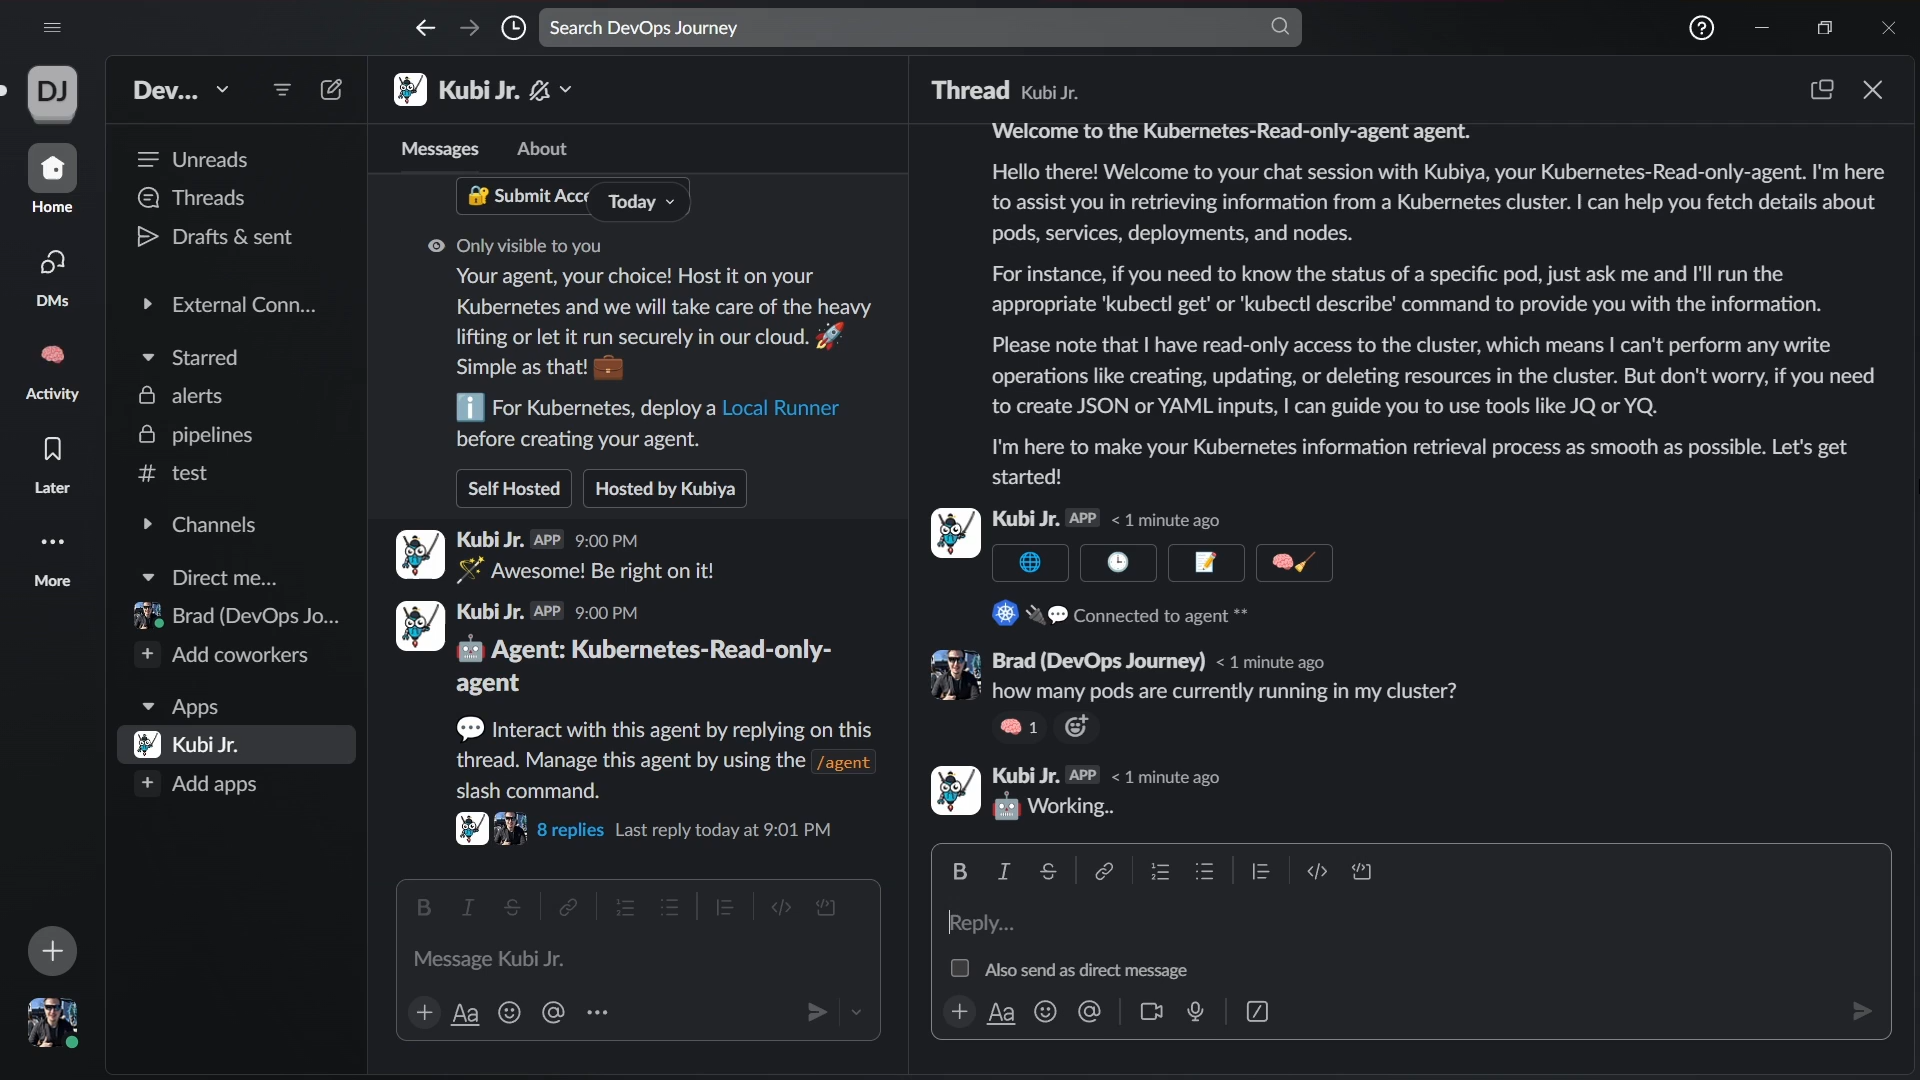 Search DevOps Journey
DJ
Home
DMs
Activity
Later
More
Dev...
Unreads
Threads
Drafts & sent
External Conn...
Starred
alerts
pipelines
test
Channels
Direct me...
Brad (DevOps Jo...
Add coworkers
Apps
Kubi Jr.
Add apps
Kubi Jr.
Messages About
Submit Acce
Today
Only visible to you
Your agent, your choice! Host it on your
Kubernetes and we will take care of the heavy
lifting or let it run securely in our cloud. 🚀
Simple as that! 💼
ℹ️ For Kubernetes, deploy a Local Runner
before creating your agent.
Self Hosted Hosted by Kubiya
Kubi Jr. APP 9:00 PM
Awesome! Be right on it!
Kubi Jr. APP 9:00 PM
🤖 Agent: Kubernetes-Read-only-
agent
💬 Interact with this agent by replying on this
thread. Manage this agent by using the /agent
slash command.
8 replies Last reply today at 9:01 PM
Message Kubi Jr.
Thread Kubi Jr.
Welcome to the Kubernetes-Read-only-agent agent.
Hello there! Welcome to your chat session with Kubiya, your Kubernetes-Read-only-agent. I'm here
to assist you in retrieving information from a Kubernetes cluster. I can help you fetch details about
pods, services, deployments, and nodes.
For instance, if you need to know the status of a specific pod, just ask me and I'll run the
appropriate 'kubectl get' or 'kubectl describe' command to provide you with the information.
Please note that I have read-only access to the cluster, which means I can't perform any write
operations like creating, updating, or deleting resources in the cluster. But don't worry, if you need
to create JSON or YAML inputs, I can guide you to use tools like JQ or YQ.
I'm here to make your Kubernetes information retrieval process as smooth as possible. Let's get
started!
Kubi Jr. APP < 1 minute ago
Connected to agent **
Brad (DevOps Journey) < 1 minute ago
how many pods are currently running in my cluster?
1
Kubi Jr. APP < 1 minute ago
🤖 Working..
Reply...
Also send as direct message